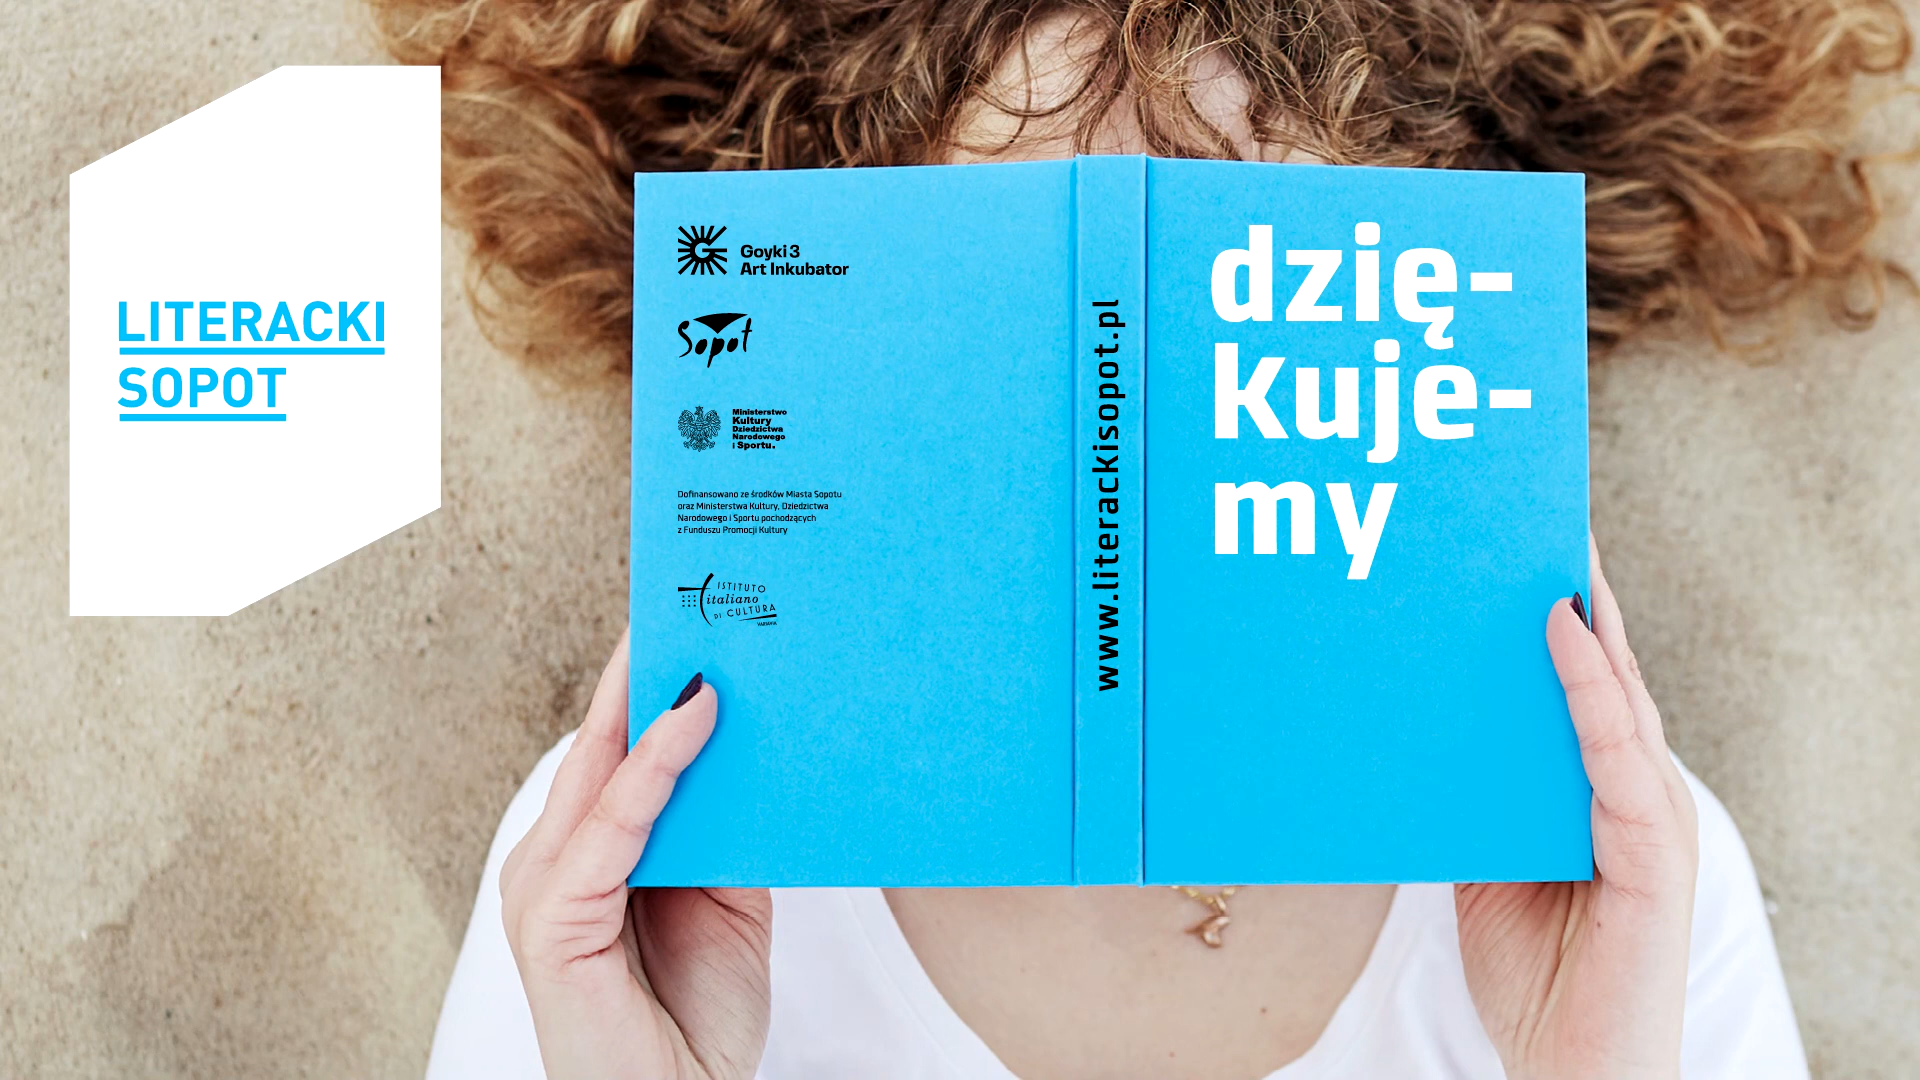 LITERACKI
SOPOT
Goyki 3
Art Inkubator
Sopot
Ministerstwo
Kultury
Dziedzictwa
Narodowego
i Sportu.
Dofinansowano ze środków Miasta Sopotu
oraz Ministerstwa Kultury, Dziedzictwa
Narodowego i Sportu pochodzących
z Funduszu Promocji Kultury
ISTITUTO
italiano
DI CULTURA
VARSAVIA
www.literackisopot.pl
dzię-
kuje-
my